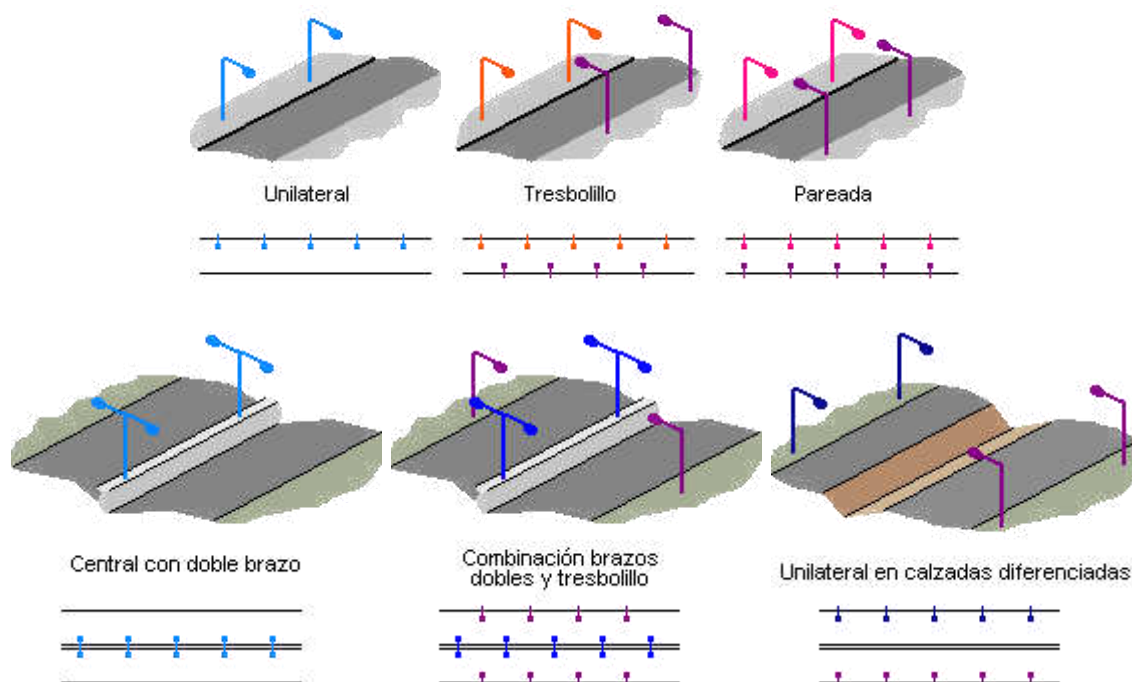 Unilateral
Tresbolillo
Pareada
Central con doble brazo
Combinación brazos
dobles y tresbolillo
Unilateral en calzadas diferenciadas